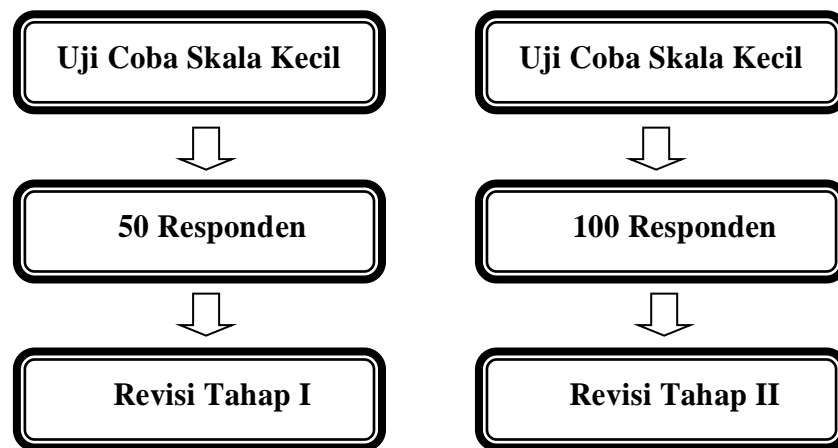 Uji Coba Skala Kecil
50 Responden
Revisi Tahap I
Uji Coba Skala Kecil
100 Responden
Revisi Tahap II